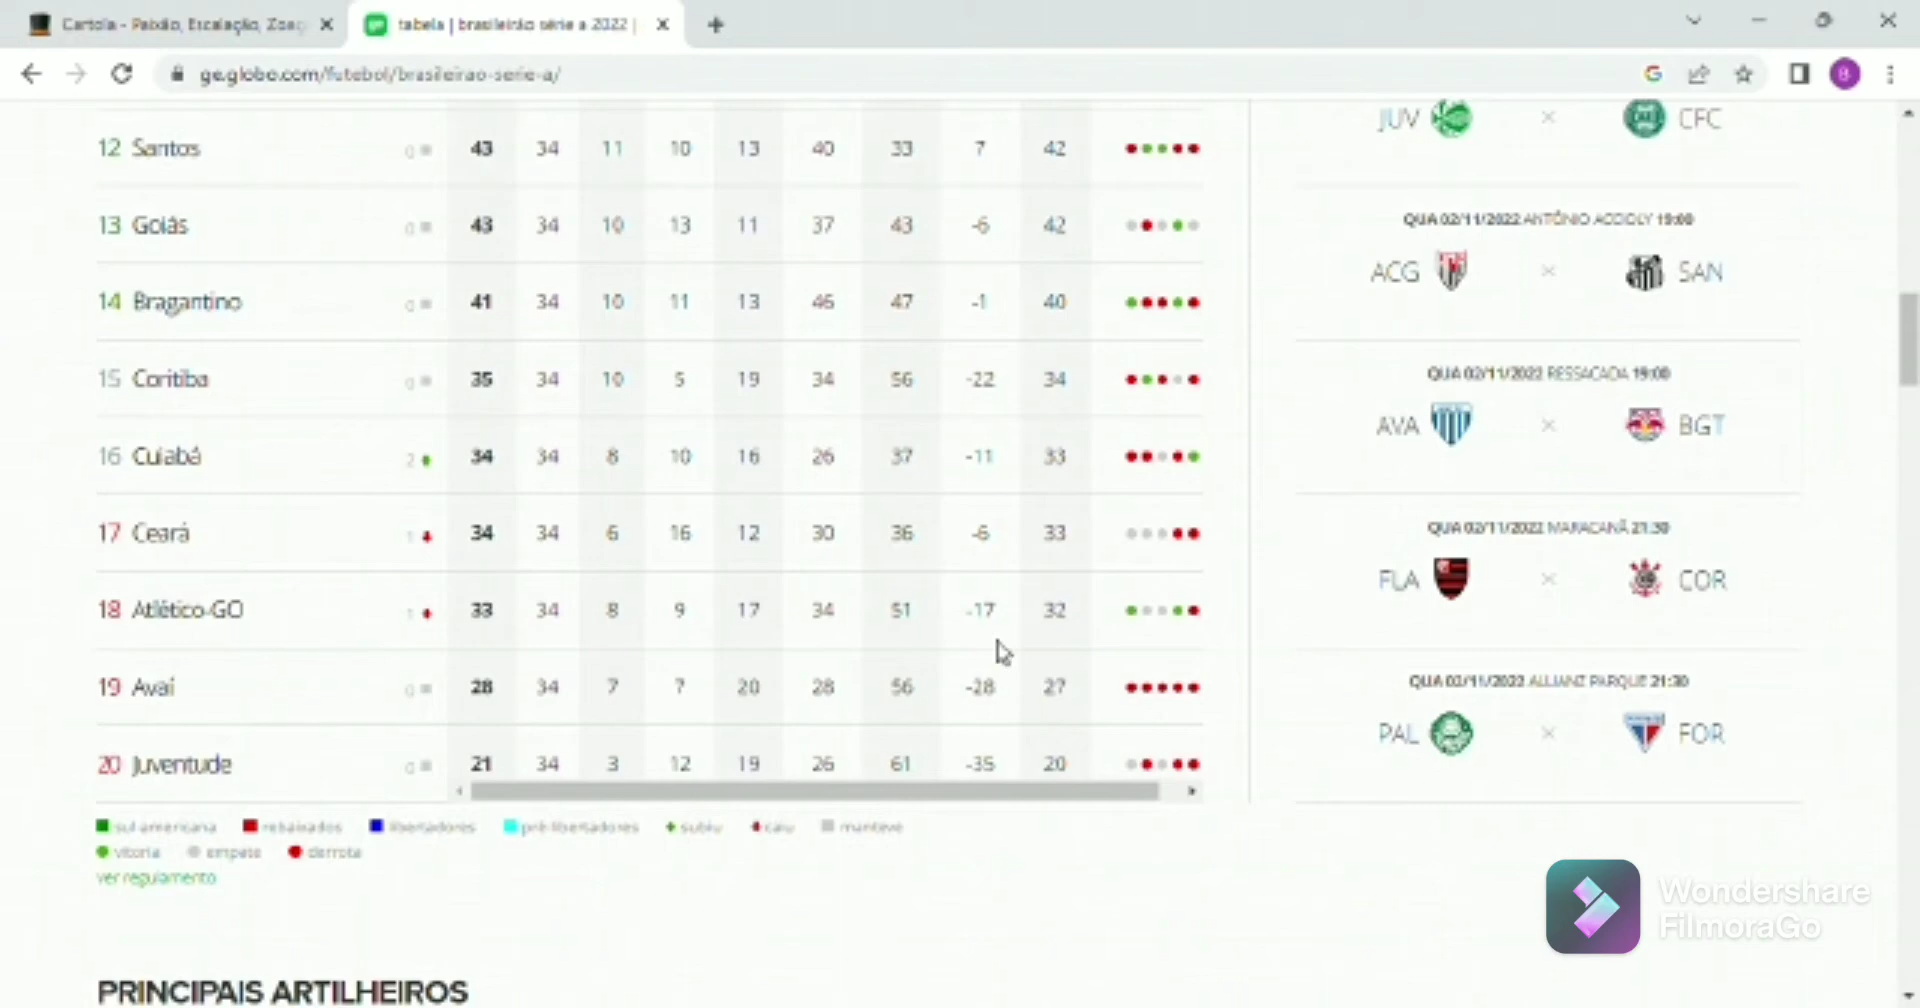 Cartola - Paixão, Escalação, Zoeç
tabela | brasileirão série a 2022 |
ge.globo.com/futebol/brasileirao-serie-a/
G
B
12 Santos 0 43 34 11 10 13 40 33 7 42
13 Goiás 0 43 34 10 13 11 37 43 -6 42
14 Bragantino 0 41 34 10 11 13 46 47 -1 40
15 Coritiba 0 35 34 10 5 19 34 56 -22 34
16 Cuiabá 2 34 34 8 10 16 26 37 -11 33
17 Ceará 1 34 34 6 16 12 30 36 -6 33
18 Atlético-GO 1 33 34 8 9 17 34 51 -17 32
19 Avaí 0 28 34 7 7 20 28 56 -28 27
20 Juventude 0 21 34 3 12 19 26 61 -35 20
sul-americana rebaixados libertadores pré-libertadores subiu caiu manteve
vitória empate derrota
ver regulamento
PRINCIPAIS ARTILHEIROS
JUV × CFC
QUA 02/11/2022 ANTÔNIO ACCIOLY 19:00
ACG × SAN
QUA 02/11/2022 RESSACADA 19:00
AVA × BGT
QUA 02/11/2022 MARACANÃ 21:30
FLA × COR
QUA 02/11/2022 ALLIANZ PARQUE 21:30
PAL × FOR
Wondershare
FilmoraGo